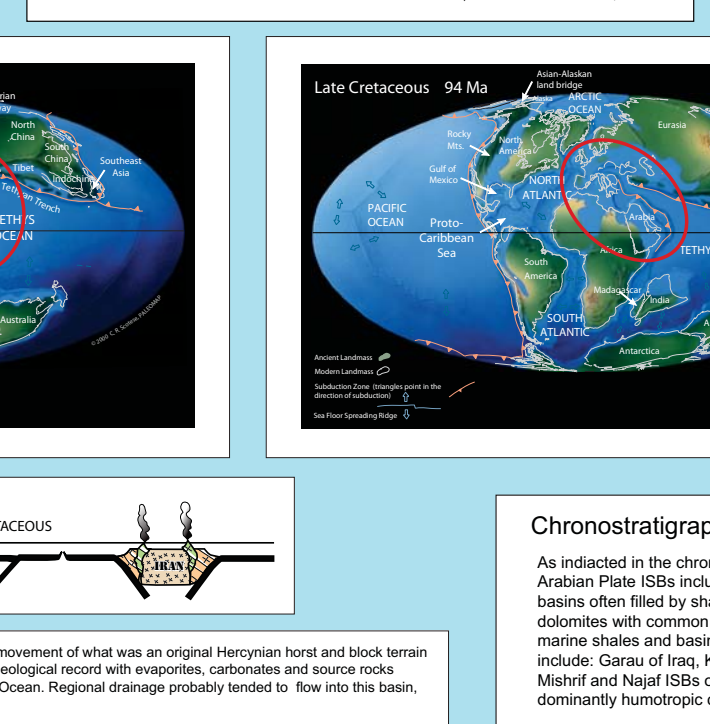 rian
way
North
China
South
China
Tibet
Indochina
Southeast
Asia
Tethyan Trench
ETHYS
OCEAN
Australia
© 2000 C. R. Scotese, PALEOMAP
Late Cretaceous 94 Ma
Asian-Alaskan
land bridge
Alaska
ARCTIC
OCEAN
Eurasia
Rocky
Mts.
North
America
Gulf of
Mexico
NORTH
ATLANTIC
PACIFIC
OCEAN
Proto-
Caribbean
Sea
Arabia
Africa
TETHY
South
America
Madagascar
India
SOUTH
ATLANTIC
A
Antarctica
Ancient Landmass
Modern Landmass
Subduction Zone (triangles point in the
direction of subduction)
Sea Floor Spreading Ridge
TACEOUS
IRAN
movement of what was an original Hercynian horst and block terrain
eological record with evaporites, carbonates and source rocks
Ocean. Regional drainage probably tended to flow into this basin,
Chronostratigrap
As indiacted in the chron
Arabian Plate ISBs inclu
basins often filled by sha
dolomites with common
marine shales and basin
include: Garau of Iraq, K
Mishrif and Najaf ISBs o
dominantly humotropic o